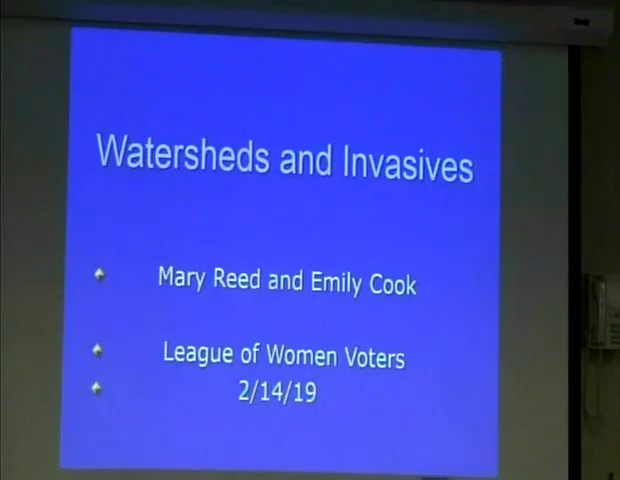 Watersheds and Invasives
Mary Reed and Emily Cook
League of Women Voters
2/14/19